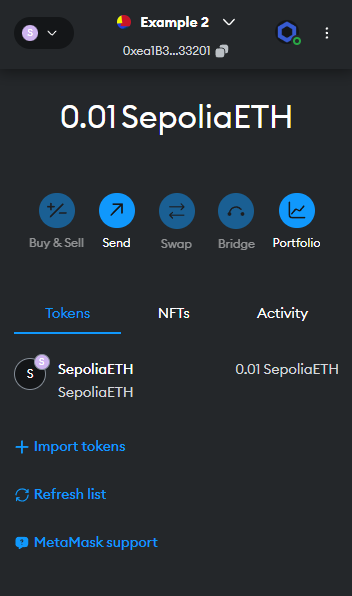 S
Example 2
0xea1B3...33201
0.01 SepoliaETH
Buy & Sell
Send
Swap
Bridge
Portfolio
Tokens
NFTs
Activity
S
S
SepoliaETH
0.01 SepoliaETH
SepoliaETH
Import tokens
Refresh list
MetaMask support